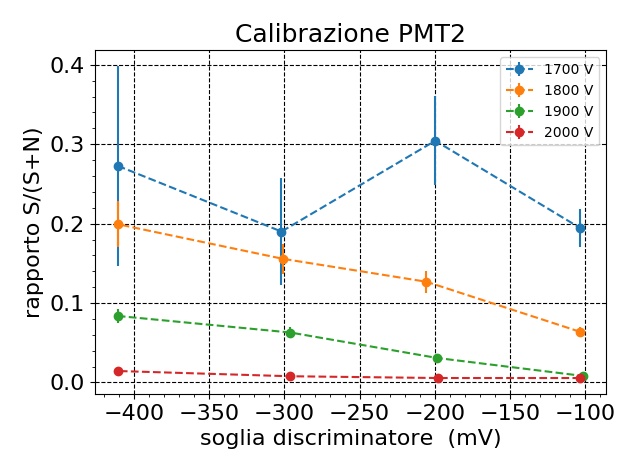 Calibrazione PMT2
rapporto S/(S+N)
0.4
0.3
0.2
0.1
0.0
1700 V
1800 V
1900 V
2000 V
−400 −350 −300 −250 −200 −150 −100
soglia discriminatore (mV)